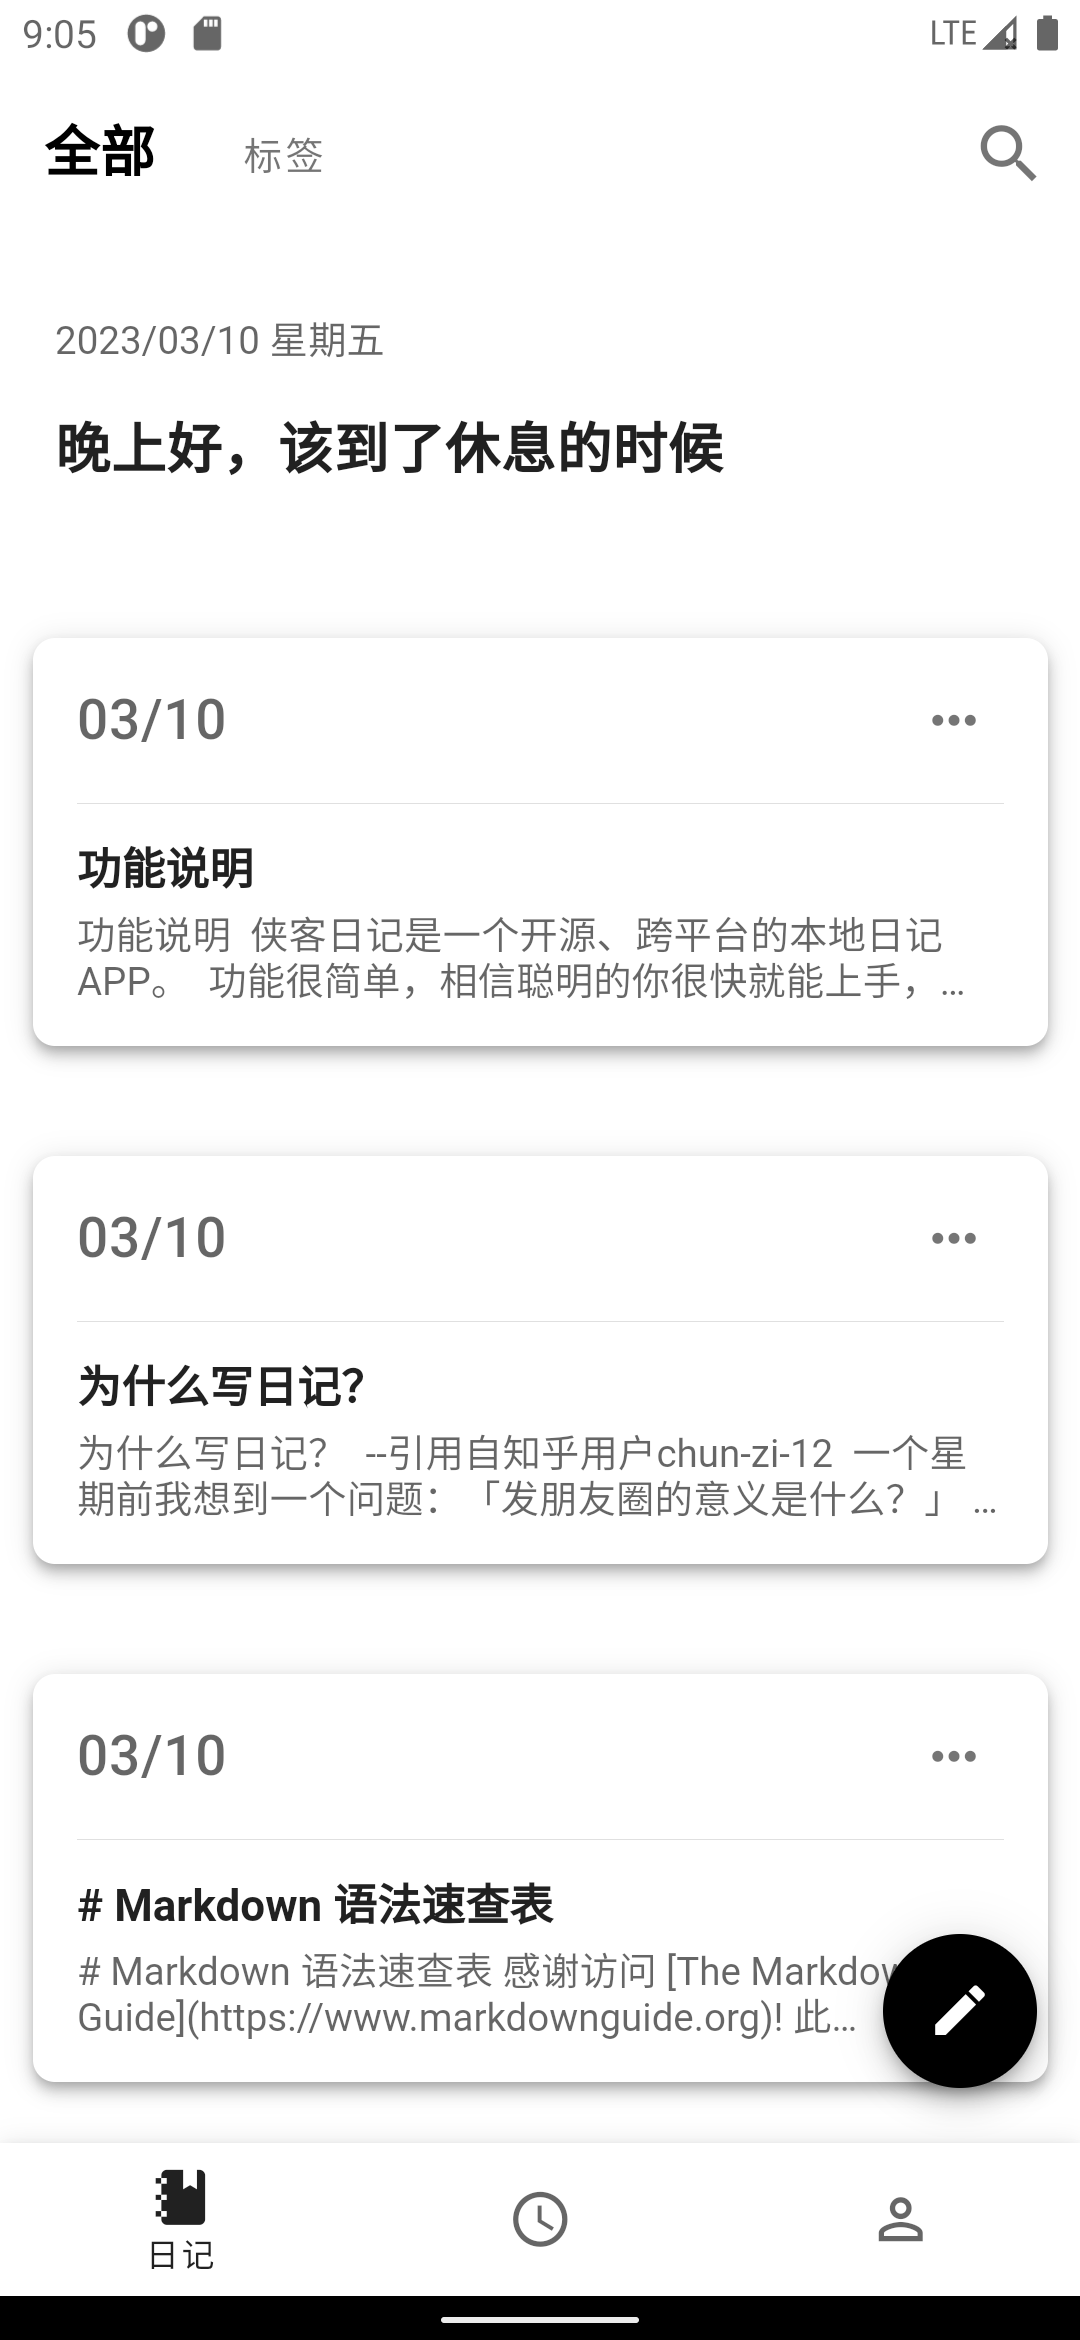 9:05
LTE
全部
标签
2023/03/10 星期五
晚上好，该到了休息的时候
03/10
功能说明
功能说明 侠客日记是一个开源、跨平台的本地日记
APP。 功能很简单，相信聪明的你很快就能上手，...
03/10
为什么写日记？
为什么写日记？ --引用自知乎用户chun-zi-12 一个星
期前我想到一个问题：「发朋友圈的意义是什么？」 ...
03/10
# Markdown 语法速查表
# Markdown 语法速查表 感谢访问 [The Markdow
Guide](https://www.markdownguide.org)! 此...
日记